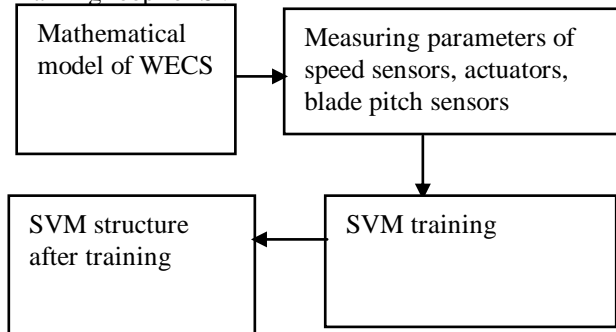 Mathematical
model of WECS
Measuring parameters of
speed sensors, actuators,
blade pitch sensors
SVM structure
after training
SVM training